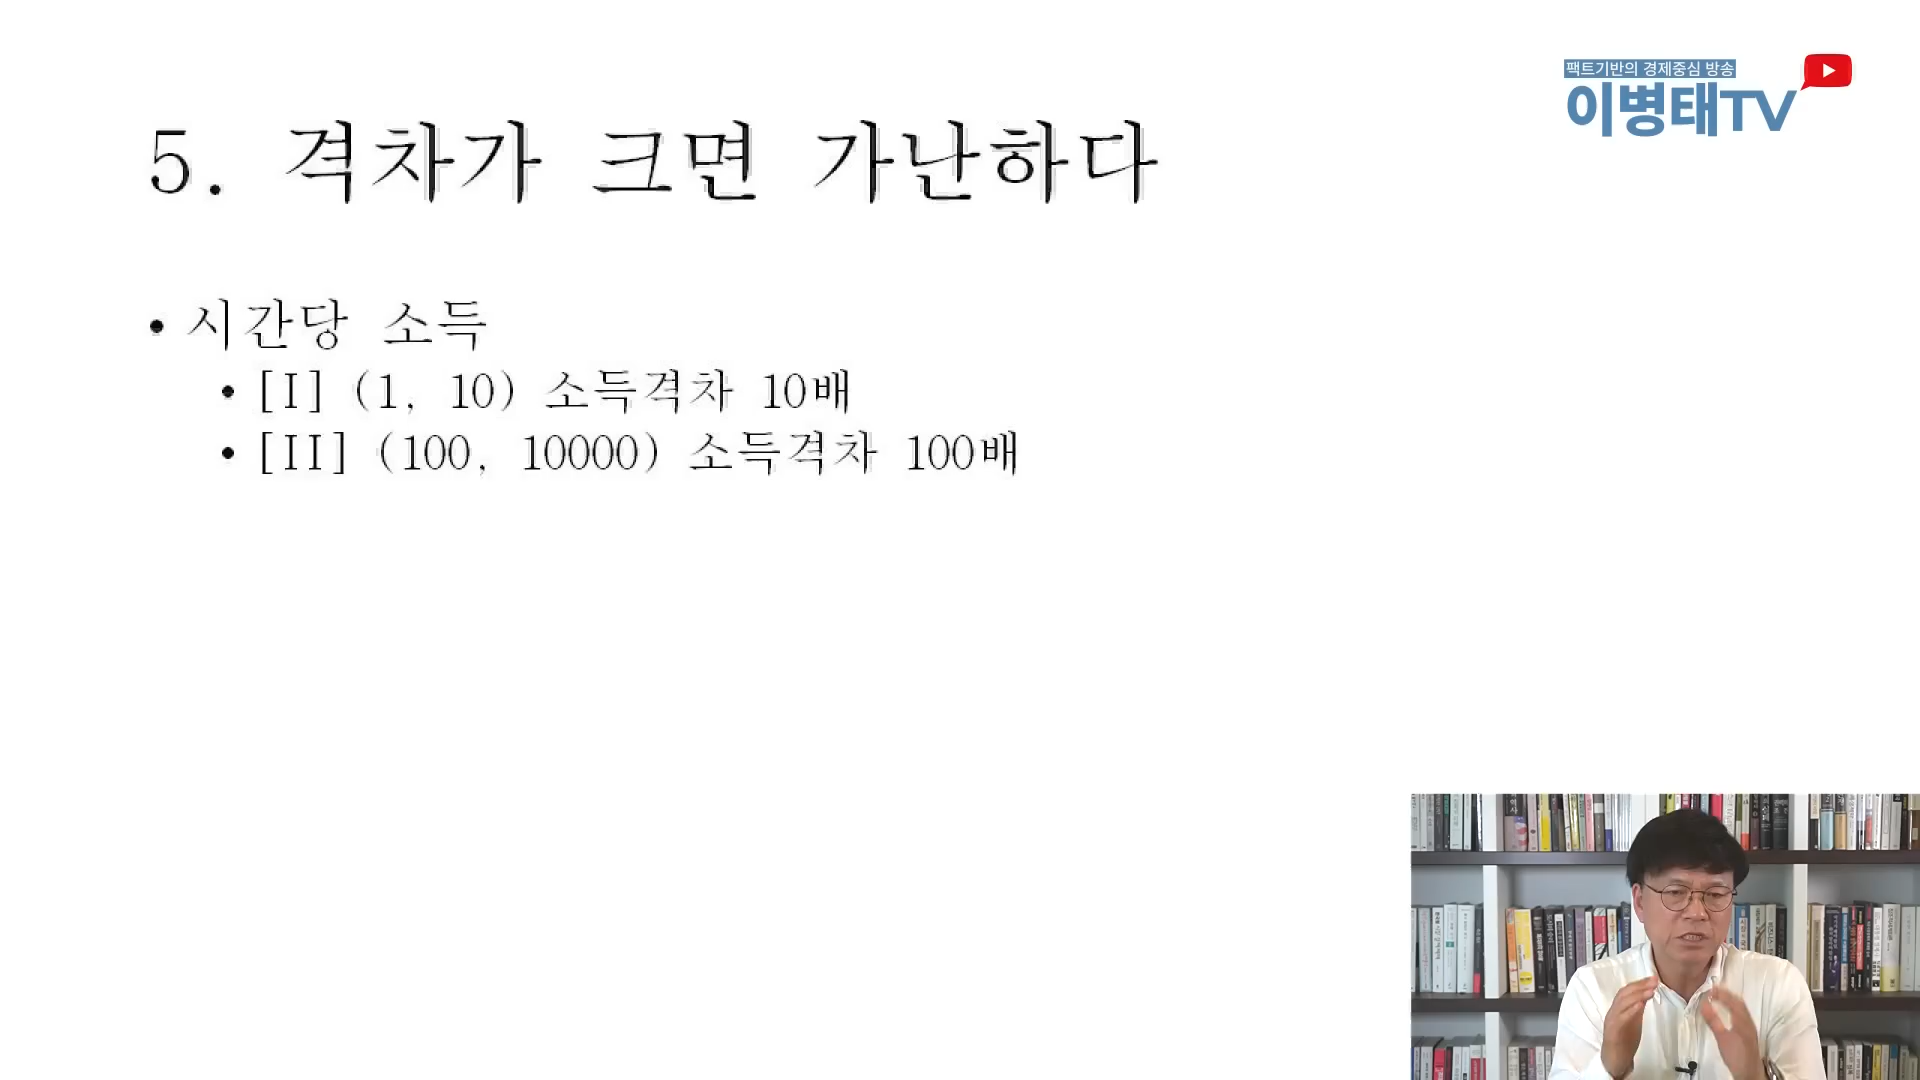 팩트기반의 경제중심 방송
이병태TV
5. 격차가 크면 가난하다
• 시간당 소득
• [I] (1, 10) 소득격차 10배
• [II] (100, 10000) 소득격차 100배